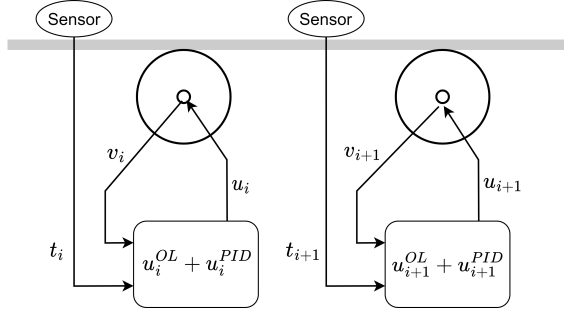 Sensor Sensor
v_i v_{i+1}
u_i u_{i+1}
t_i t_{i+1}
u_i^{OL} + u_i^{PID} u_{i+1}^{OL} + u_{i+1}^{PID}